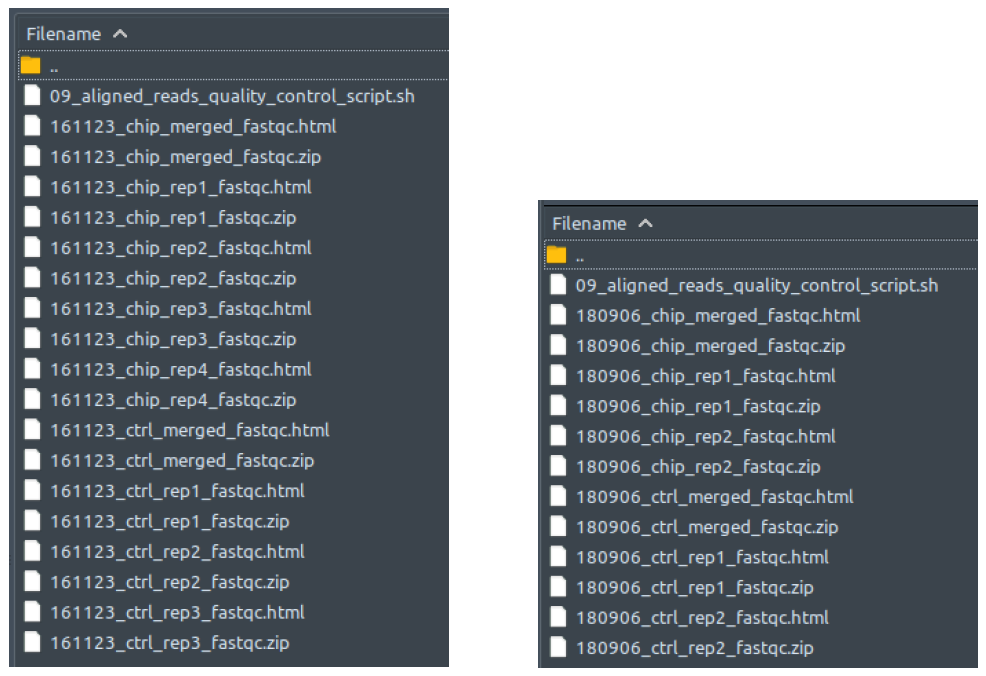 Filename
..
09_aligned_reads_quality_control_script.sh
161123_chip_merged_fastqc.html
161123_chip_merged_fastqc.zip
161123_chip_rep1_fastqc.html
161123_chip_rep1_fastqc.zip
161123_chip_rep2_fastqc.html
161123_chip_rep2_fastqc.zip
161123_chip_rep3_fastqc.html
161123_chip_rep3_fastqc.zip
161123_chip_rep4_fastqc.html
161123_chip_rep4_fastqc.zip
161123_ctrl_merged_fastqc.html
161123_ctrl_merged_fastqc.zip
161123_ctrl_rep1_fastqc.html
161123_ctrl_rep1_fastqc.zip
161123_ctrl_rep2_fastqc.html
161123_ctrl_rep2_fastqc.zip
161123_ctrl_rep3_fastqc.html
161123_ctrl_rep3_fastqc.zip
Filename
..
09_aligned_reads_quality_control_script.sh
180906_chip_merged_fastqc.html
180906_chip_merged_fastqc.zip
180906_chip_rep1_fastqc.html
180906_chip_rep1_fastqc.zip
180906_chip_rep2_fastqc.html
180906_chip_rep2_fastqc.zip
180906_ctrl_merged_fastqc.html
180906_ctrl_merged_fastqc.zip
180906_ctrl_rep1_fastqc.html
180906_ctrl_rep1_fastqc.zip
180906_ctrl_rep2_fastqc.html
180906_ctrl_rep2_fastqc.zip